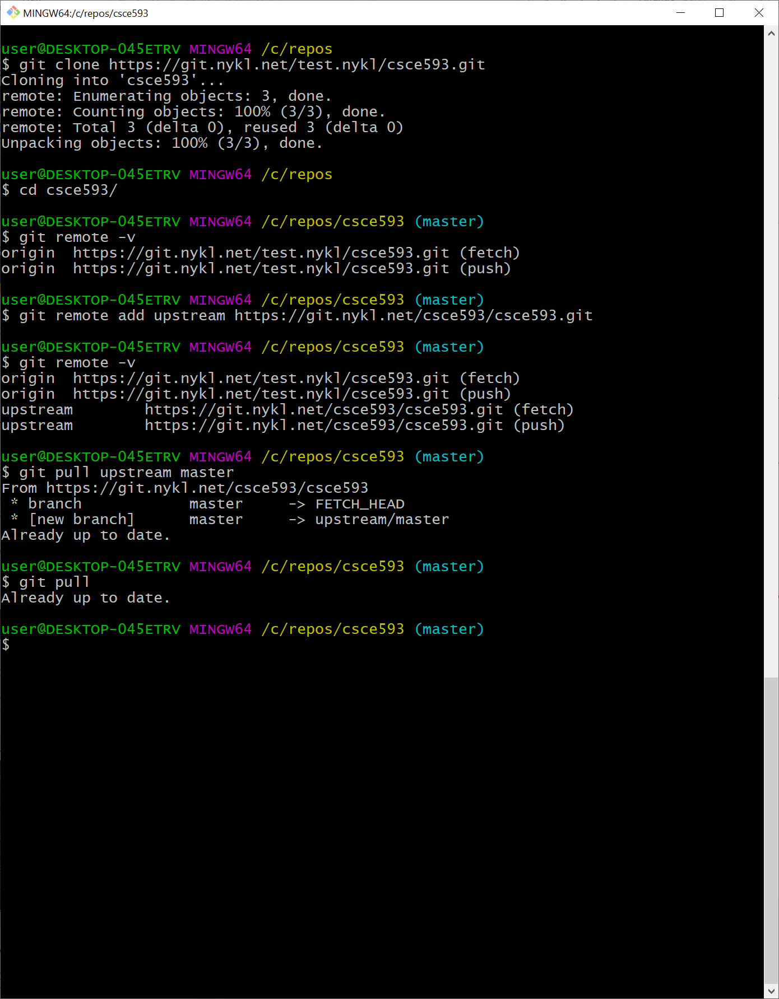 MINGW64:/c/repos/csce593
user@DESKTOP-O45ETRV MINGW64 /c/repos
$ git clone https://git.nykl.net/test.nykl/csce593.git
Cloning into 'csce593'...
remote: Enumerating objects: 3, done.
remote: Counting objects: 100% (3/3), done.
remote: Total 3 (delta 0), reused 3 (delta 0)
Unpacking objects: 100% (3/3), done.
user@DESKTOP-O45ETRV MINGW64 /c/repos
$ cd csce593/
user@DESKTOP-O45ETRV MINGW64 /c/repos/csce593 (master)
$ git remote -v
origin  https://git.nykl.net/test.nykl/csce593.git (fetch)
origin  https://git.nykl.net/test.nykl/csce593.git (push)
user@DESKTOP-O45ETRV MINGW64 /c/repos/csce593 (master)
$ git remote add upstream https://git.nykl.net/csce593/csce593.git
user@DESKTOP-O45ETRV MINGW64 /c/repos/csce593 (master)
$ git remote -v
origin  https://git.nykl.net/test.nykl/csce593.git (fetch)
origin  https://git.nykl.net/test.nykl/csce593.git (push)
upstream        https://git.nykl.net/csce593/csce593.git (fetch)
upstream        https://git.nykl.net/csce593/csce593.git (push)
user@DESKTOP-O45ETRV MINGW64 /c/repos/csce593 (master)
$ git pull upstream master
From https://git.nykl.net/csce593/csce593
 * branch            master     -> FETCH_HEAD
 * [new branch]      master     -> upstream/master
Already up to date.
user@DESKTOP-O45ETRV MINGW64 /c/repos/csce593 (master)
$ git pull
Already up to date.
user@DESKTOP-O45ETRV MINGW64 /c/repos/csce593 (master)
$